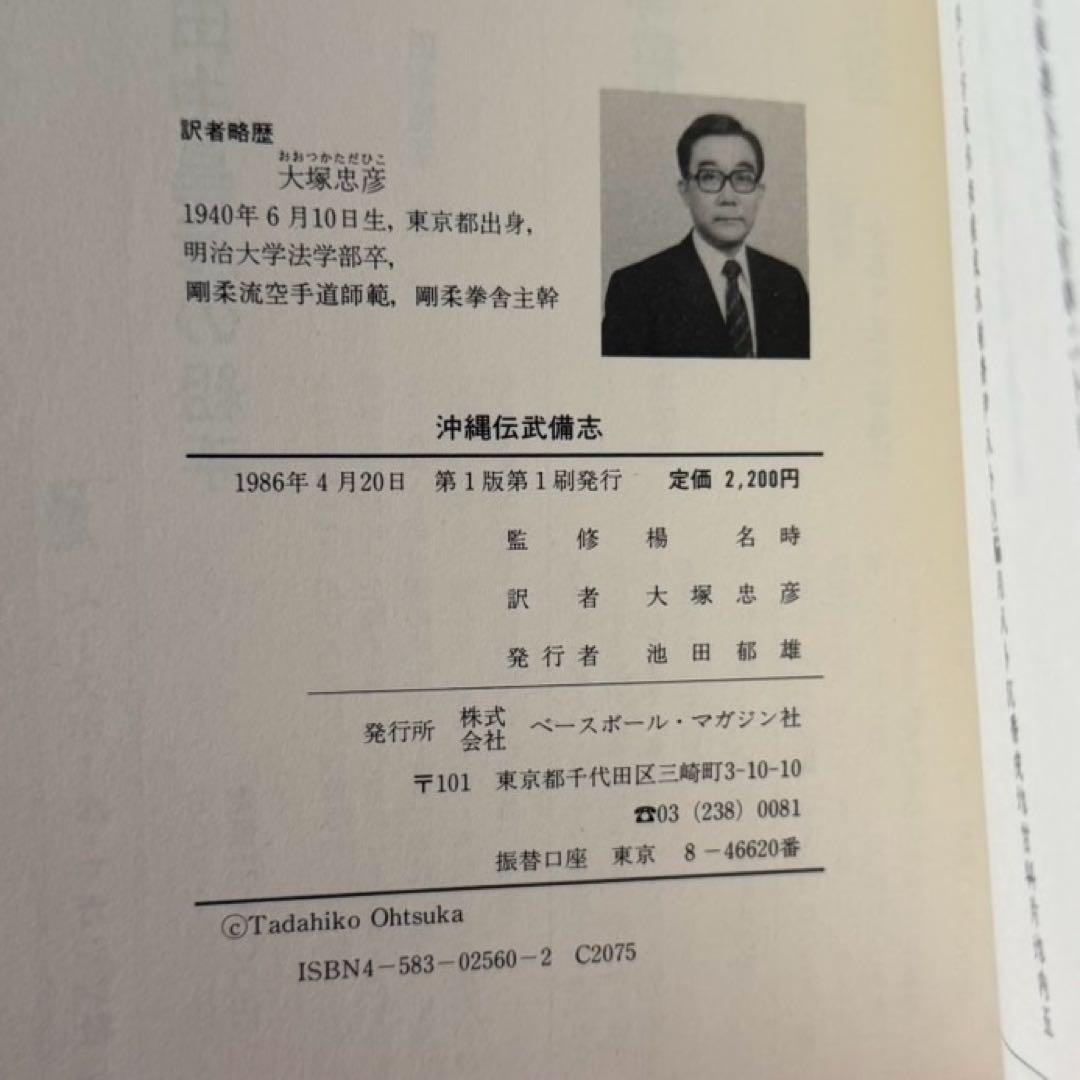 訳者略歴
おおつかただひこ
大塚忠彦
1940年6月10日生，東京都出身，
明治大学法学部卒，
剛柔流空手道師範，剛柔拳舎主幹
沖縄伝武備志
1986年4月20日　第1版第1刷発行　定価 2,200円
監修　楊名時
訳者　大塚忠彦
発行者　池田郁雄
発行所　株式会社　ベースボール・マガジン社
〒101　東京都千代田区三崎町3-10-10
☎03 (238) 0081
振替口座　東京　8－46620番
©Tadahiko Ohtsuka
ISBN4－583－02560－2　C2075